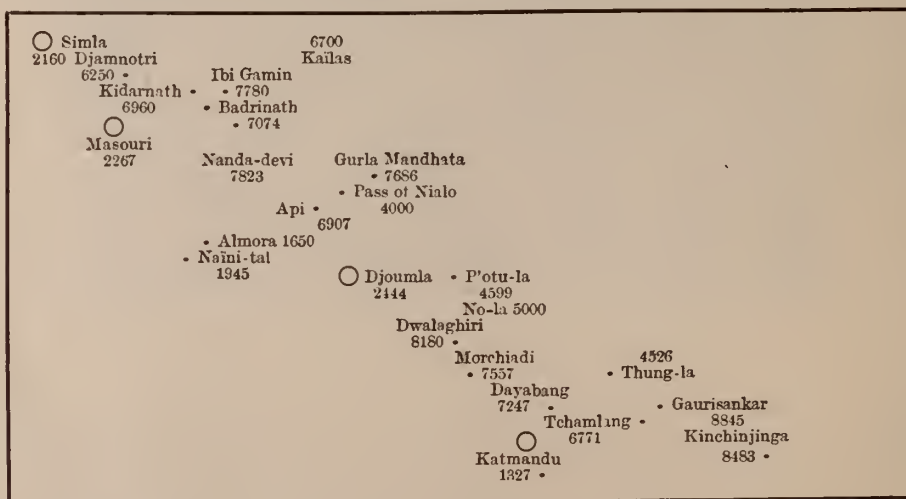 Simla 6700
2160 Djamnotri Kaïlas
6250 Ibi Gamin
Kidarnath 7780
6960 Badrinath
7074
Masouri
2267
Nanda-devi Gurla Mandhata
7823 7686
Pass of Nialo
Api 4000
6907
Almora 1650
Naïni-tal
1945
Djoumla P'otu-la
2444 4599
No-la 5000
Dwalaghiri
8180
Morchiadi 4526
7557 Thung-la
Dayabang
7247 Gaurisankar
Tchamlang 8845
6771 Kinchinjinga
8483
Katmandu
1327